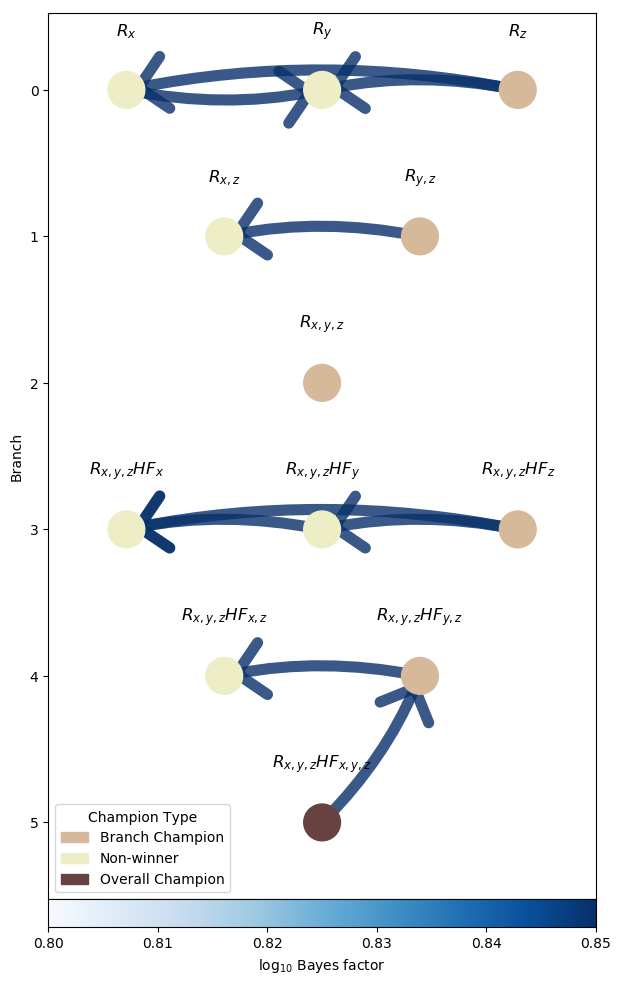 R_x R_y R_z
0
R_{x,z} R_{y,z}
1
R_{x,y,z}
2
R_{x,y,z}HF_x R_{x,y,z}HF_y R_{x,y,z}HF_z
3
R_{x,y,z}HF_{x,z} R_{x,y,z}HF_{y,z}
4
R_{x,y,z}HF_{x,y,z}
5
Branch
Champion Type
Branch Champion
Non-winner
Overall Champion
0.80 0.81 0.82 0.83 0.84 0.85
log_{10} Bayes factor